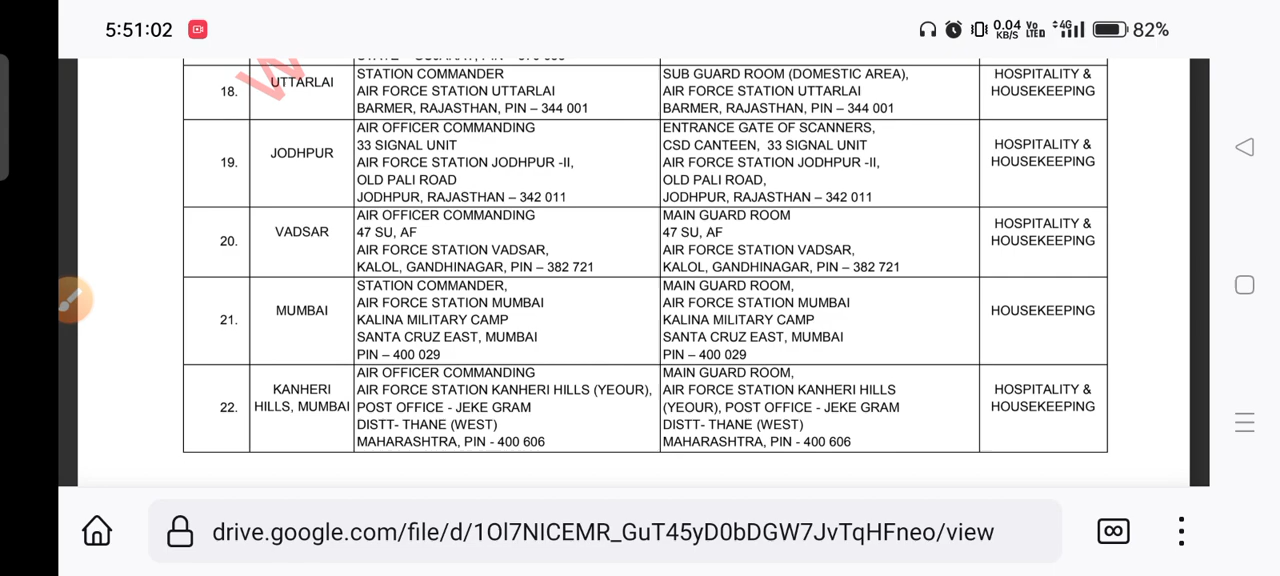 5:51:02
0.04 KB/S Vo LTE 4G 82%
18.
UTTARLAI
STATION COMMANDER
AIR FORCE STATION UTTARLAI
BARMER, RAJASTHAN, PIN – 344 001
SUB GUARD ROOM (DOMESTIC AREA),
AIR FORCE STATION UTTARLAI
BARMER, RAJASTHAN, PIN – 344 001
HOSPITALITY &
HOUSEKEEPING
19.
JODHPUR
AIR OFFICER COMMANDING
33 SIGNAL UNIT
AIR FORCE STATION JODHPUR -II,
OLD PALI ROAD
JODHPUR, RAJASTHAN – 342 011
ENTRANCE GATE OF SCANNERS,
CSD CANTEEN, 33 SIGNAL UNIT
AIR FORCE STATION JODHPUR -II,
OLD PALI ROAD,
JODHPUR, RAJASTHAN – 342 011
HOSPITALITY &
HOUSEKEEPING
20.
VADSAR
AIR OFFICER COMMANDING
47 SU, AF
AIR FORCE STATION VADSAR,
KALOL, GANDHINAGAR, PIN – 382 721
MAIN GUARD ROOM
47 SU, AF
AIR FORCE STATION VADSAR,
KALOL, GANDHINAGAR, PIN – 382 721
HOSPITALITY &
HOUSEKEEPING
21.
MUMBAI
STATION COMMANDER,
AIR FORCE STATION MUMBAI
KALINA MILITARY CAMP
SANTA CRUZ EAST, MUMBAI
PIN – 400 029
MAIN GUARD ROOM,
AIR FORCE STATION MUMBAI
KALINA MILITARY CAMP
SANTA CRUZ EAST, MUMBAI
PIN – 400 029
HOUSEKEEPING
22.
KANHERI
HILLS, MUMBAI
AIR OFFICER COMMANDING
AIR FORCE STATION KANHERI HILLS (YEOUR),
POST OFFICE - JEKE GRAM
DISTT- THANE (WEST)
MAHARASHTRA, PIN - 400 606
MAIN GUARD ROOM,
AIR FORCE STATION KANHERI HILLS
(YEOUR), POST OFFICE - JEKE GRAM
DISTT- THANE (WEST)
MAHARASHTRA, PIN - 400 606
HOSPITALITY &
HOUSEKEEPING
drive.google.com/file/d/1Ol7NICEMR_GuT45yD0bDGW7JvTqHFneo/view